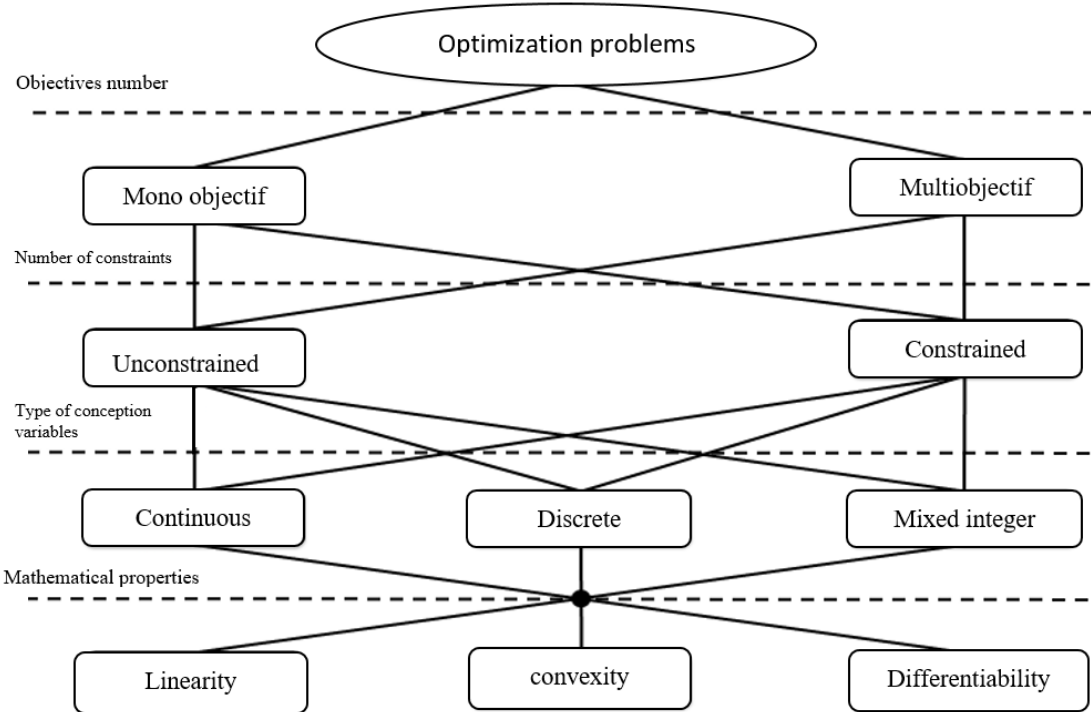 Optimization problems
Objectives number
Mono objectif
Multiobjectif
Number of constraints
Unconstrained
Constrained
Type of conception
variables
Continuous
Discrete
Mixed integer
Mathematical properties
Linearity
convexity
Differentiability